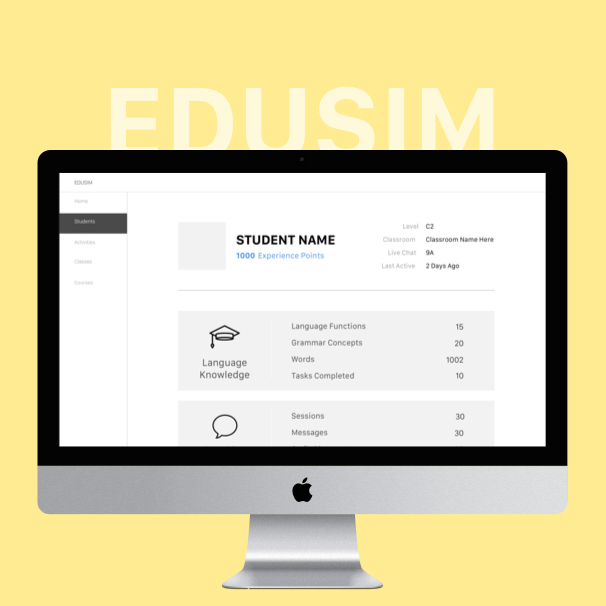 EDUSIM
EDUSIM
Home
Students
Activities
Classes
Courses
STUDENT NAME
1000 Experience Points
Level C2
Classroom Classroom Name Here
Live Chat 9A
Last Active 2 Days Ago
Language Knowledge
Language Functions 15
Grammar Concepts 20
Words 1002
Tasks Completed 10
Sessions 30
Messages 30